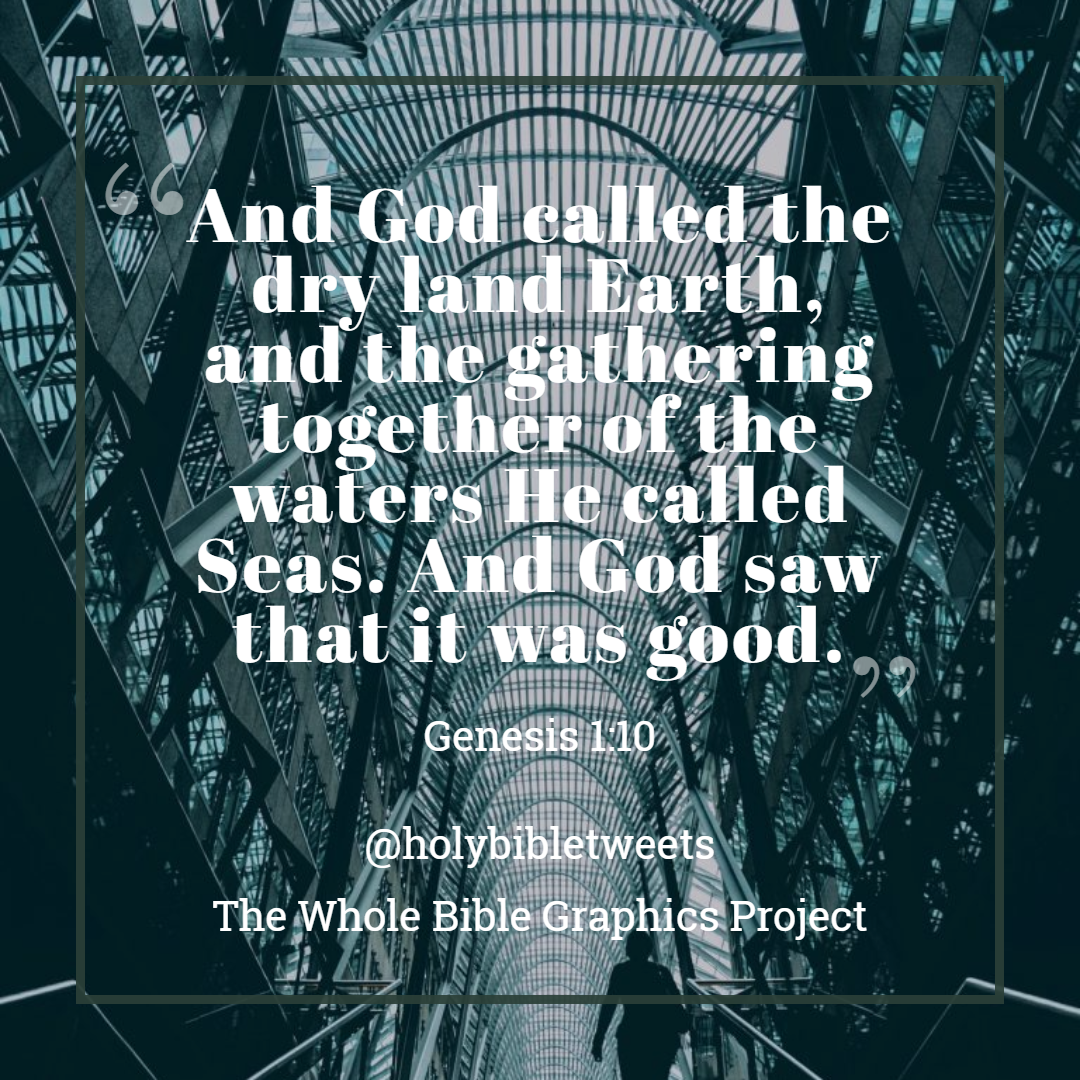 “And God called the
dry land Earth,
and the gathering
together of the
waters He called
Seas. And God saw
that it was good.”
Genesis 1:10
@holybibletweets
The Whole Bible Graphics Project